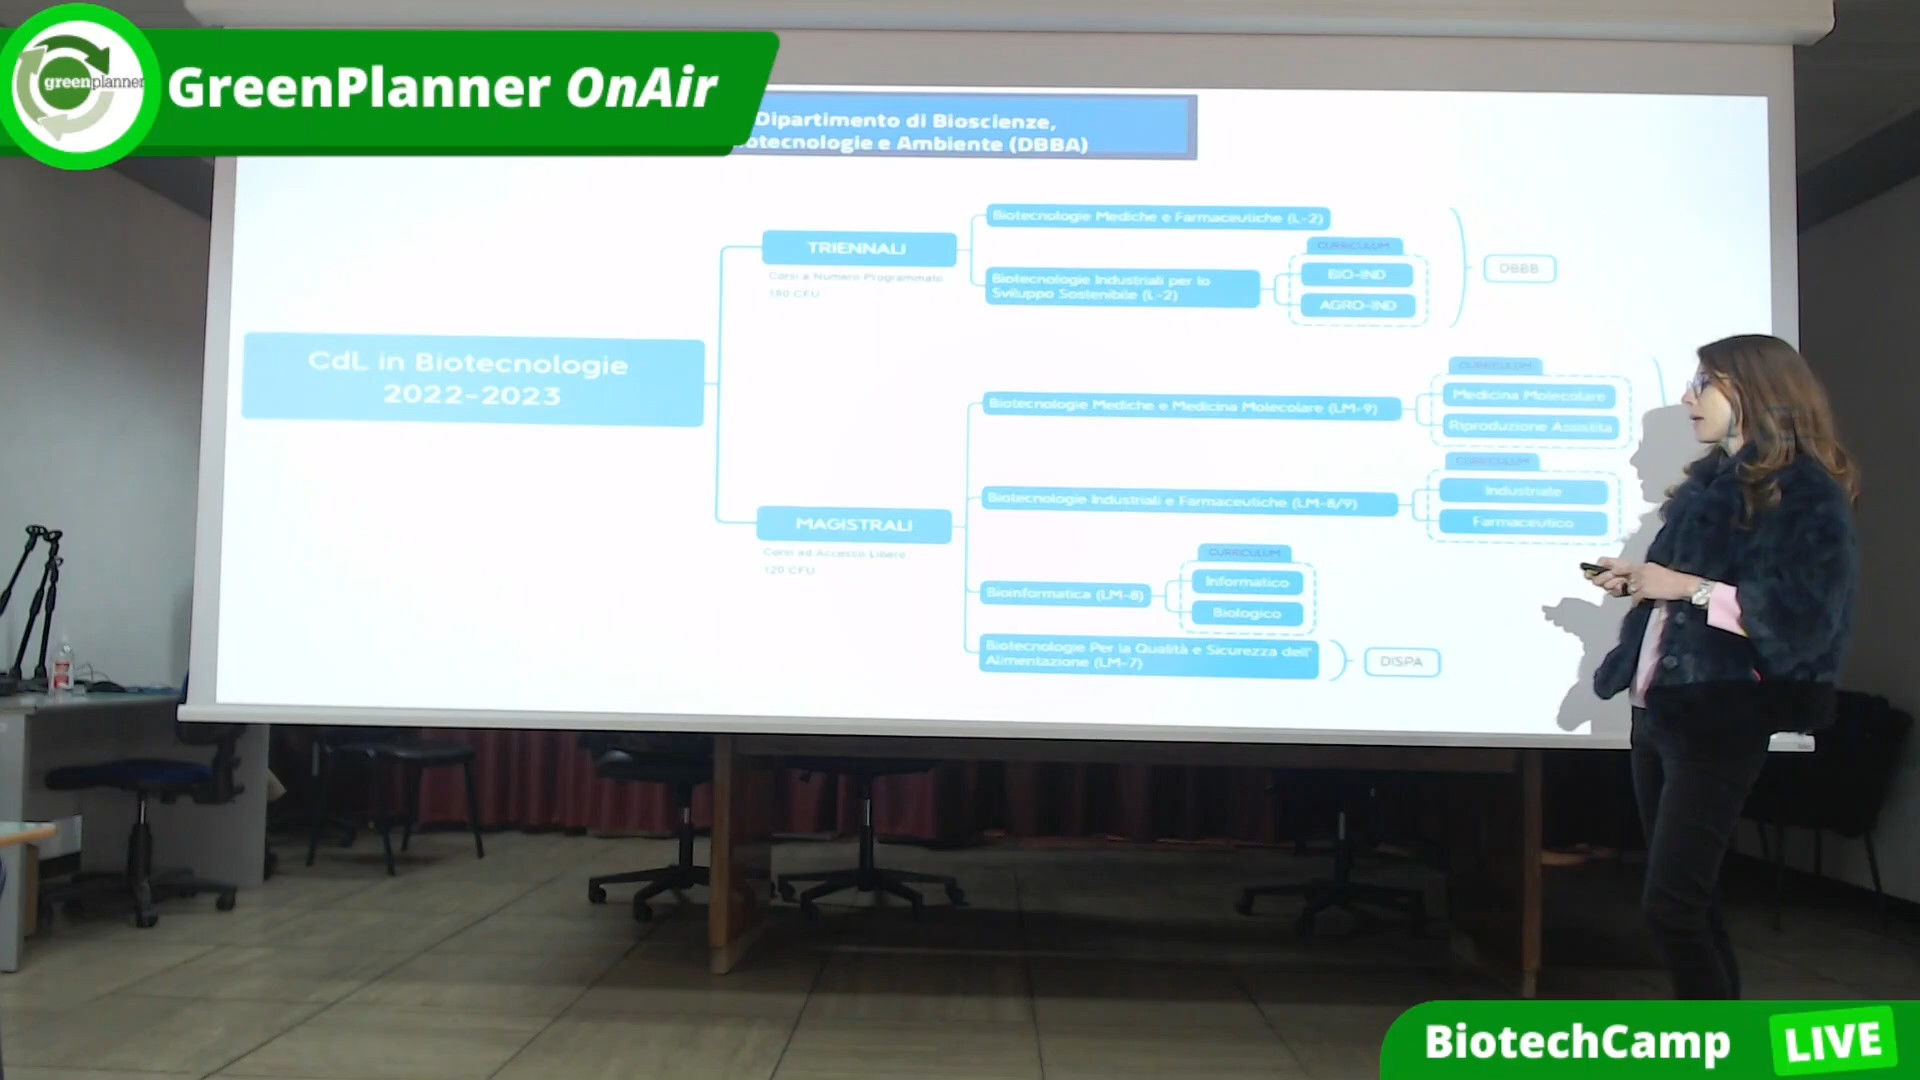 greenplanner
GreenPlanner OnAir
Dipartimento di Bioscienze,
otecnologie e Ambiente (DBBA)
CdL in Biotecnologie
2022-2023
TRIENNALI
Corsi a Numero Programmato
180 CFU
Biotecnologie Mediche e Farmaceutiche (L-2)
Biotecnologie Industriali per lo
Sviluppo Sostenibile (L-2)
CURRICULUM
BIO-IND
AGRO-IND
DBBB
MAGISTRALI
Corsi ad Accesso Libero
120 CFU
Biotecnologie Mediche e Medicina Molecolare (LM-9)
CURRICULUM
Medicina Molecolare
Riproduzione Assistita
Biotecnologie Industriali e Farmaceutiche (LM-8/9)
CURRICULUM
Industriale
Farmaceutico
Bioinformatica (LM-8)
CURRICULUM
Informatico
Biologico
Biotecnologie Per la Qualità e Sicurezza dell'
Alimentazione (LM-7)
DISPA
BiotechCamp
LIVE